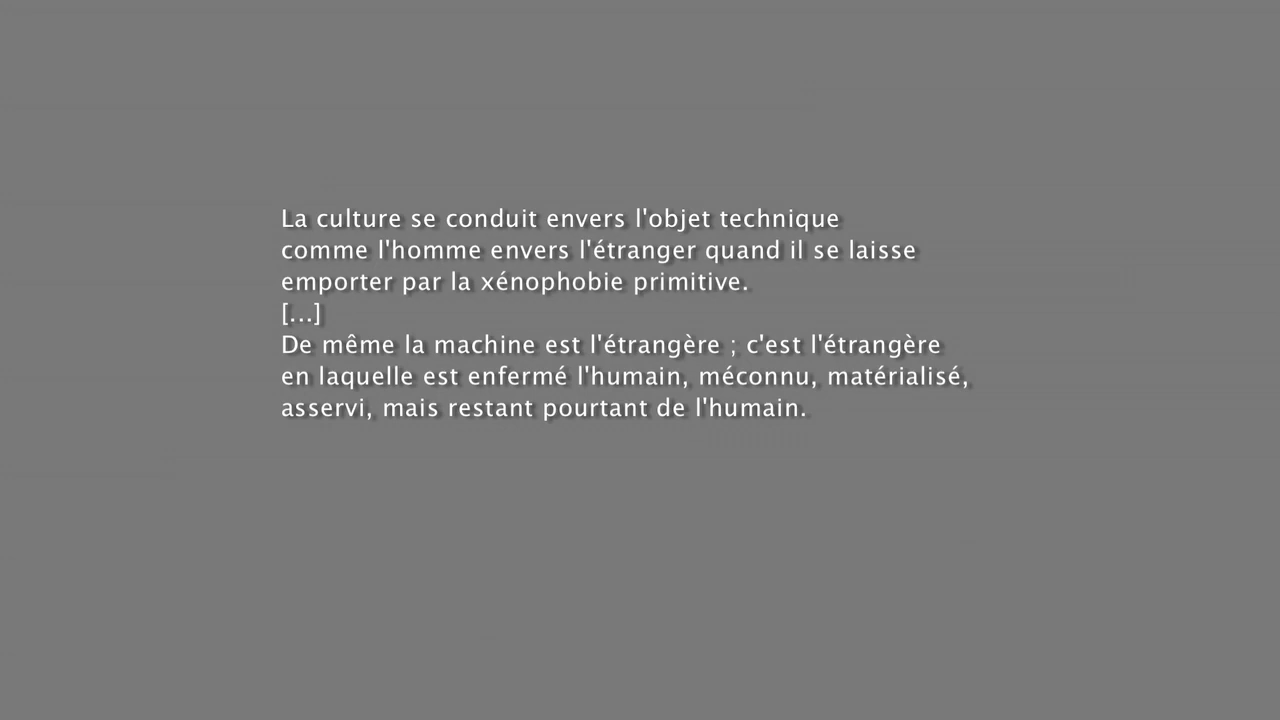 La culture se conduit envers l'objet technique
comme l'homme envers l'étranger quand il se laisse
emporter par la xénophobie primitive.
[...]
De même la machine est l'étrangère ; c'est l'étrangère
en laquelle est enfermé l'humain, méconnu, matérialisé,
asservi, mais restant pourtant de l'humain.